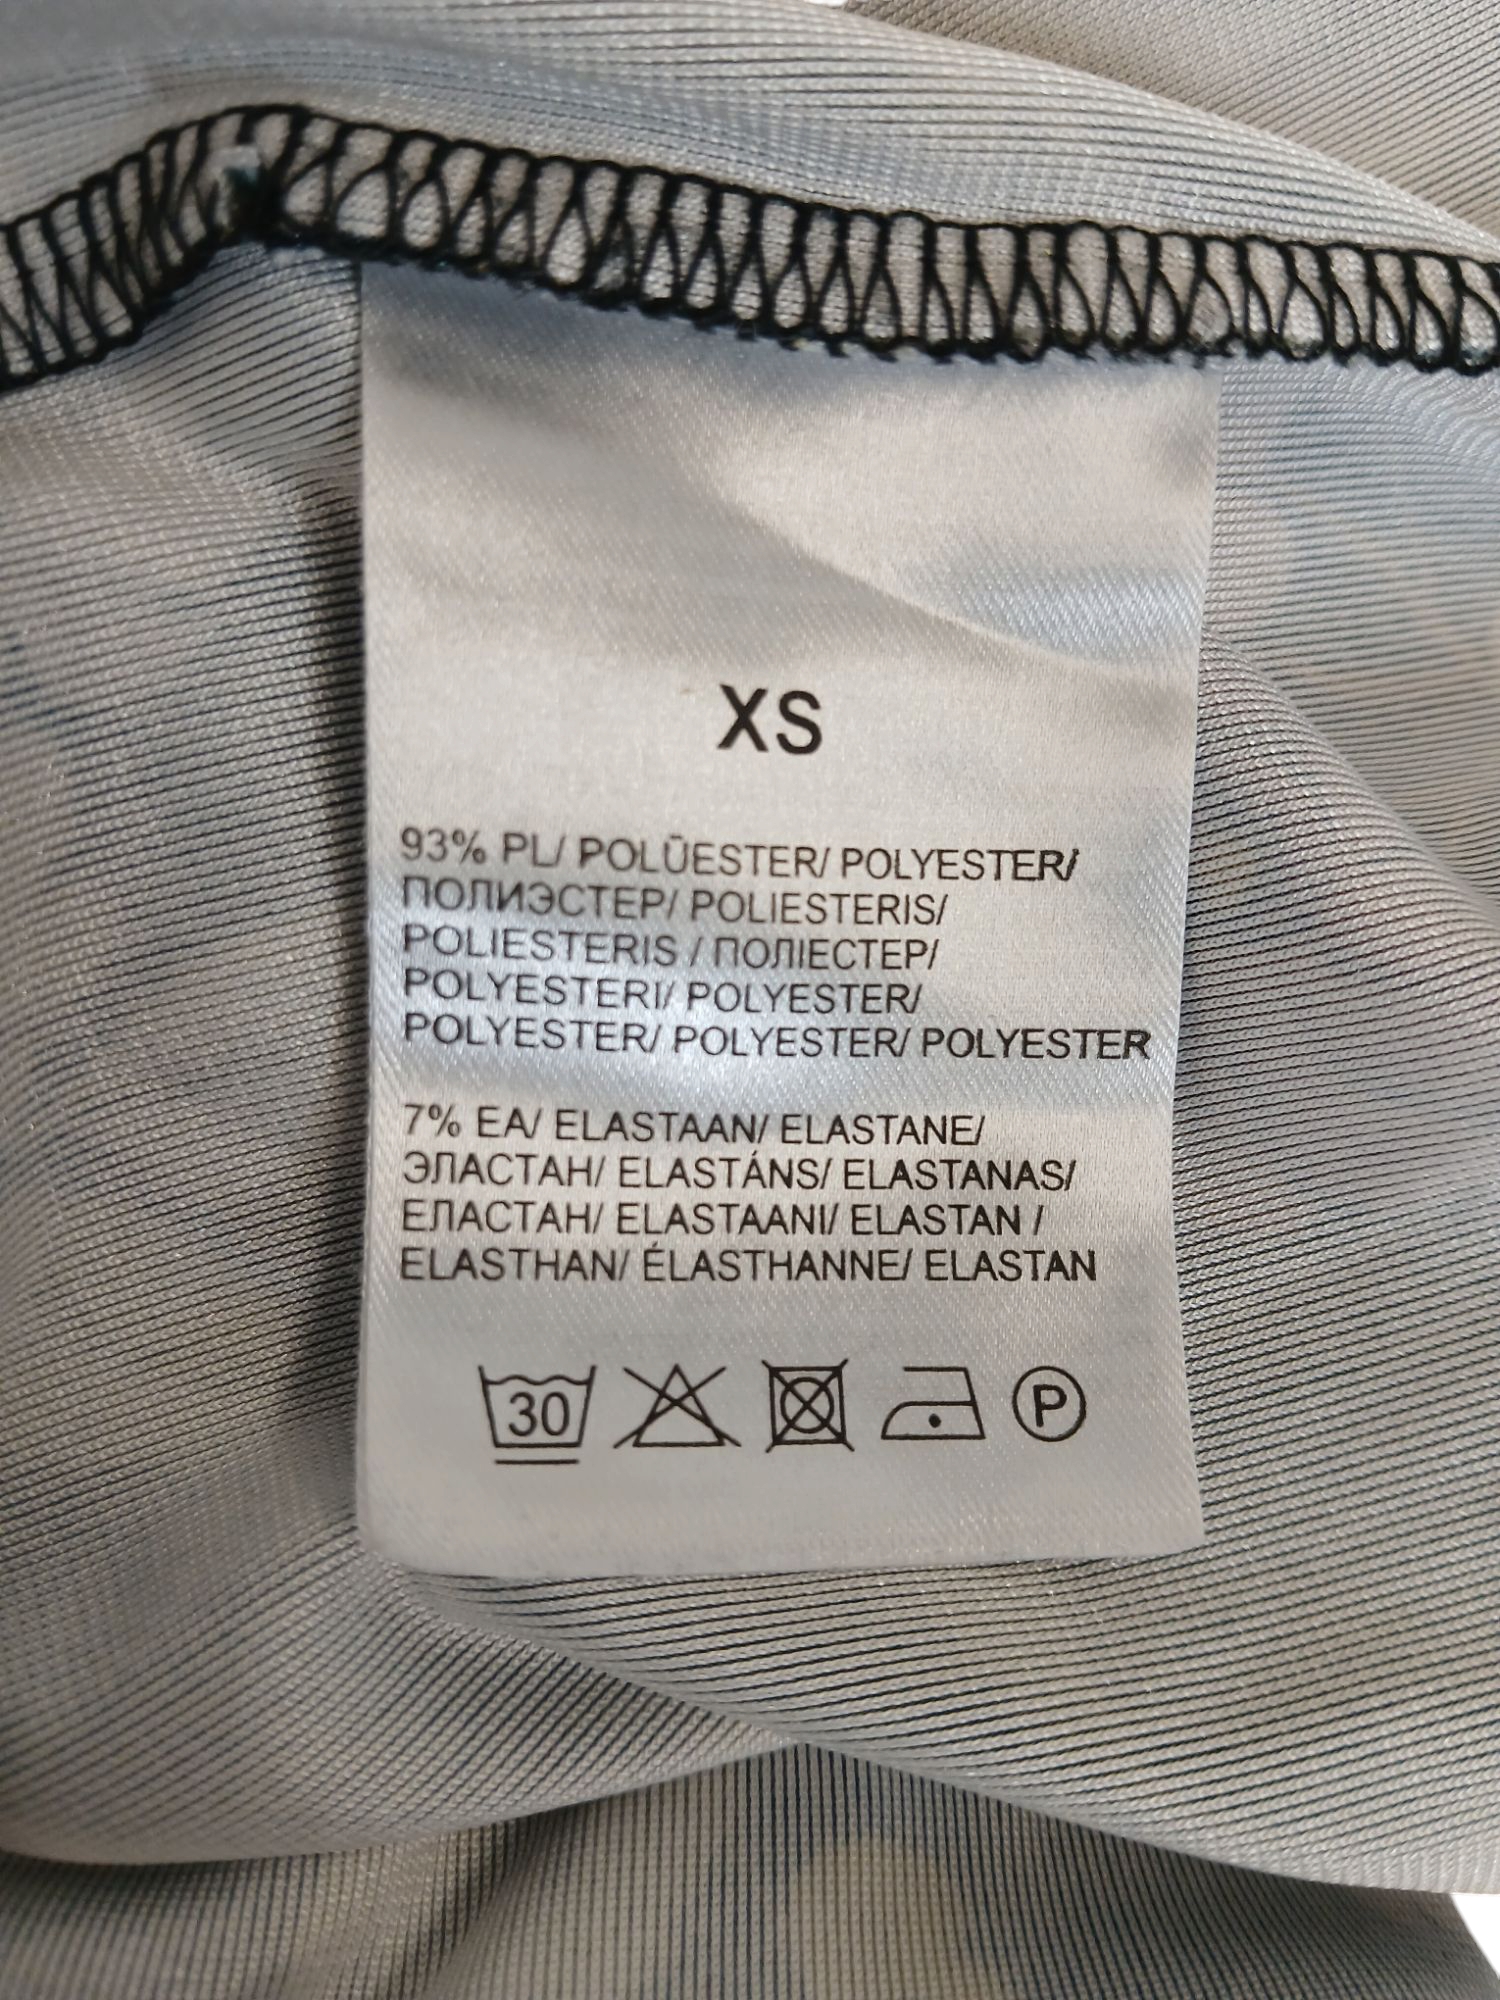 XS
93% PL/ POLÜESTER/ POLYESTER/
ПОЛИЭСТЕР/ POLIESTERIS/
POLIESTERIS / ПОЛІЕСТЕР/
POLYESTERI/ POLYESTER/
POLYESTER/ POLYESTER/ POLYESTER
7% EA/ ELASTAAN/ ELASTANE/
ЭЛАСТАН/ ELASTÁNS/ ELASTANAS/
ЕЛАСТАН/ ELASTAANI/ ELASTAN /
ELASTHAN/ ÉLASTHANNE/ ELASTAN
30 P